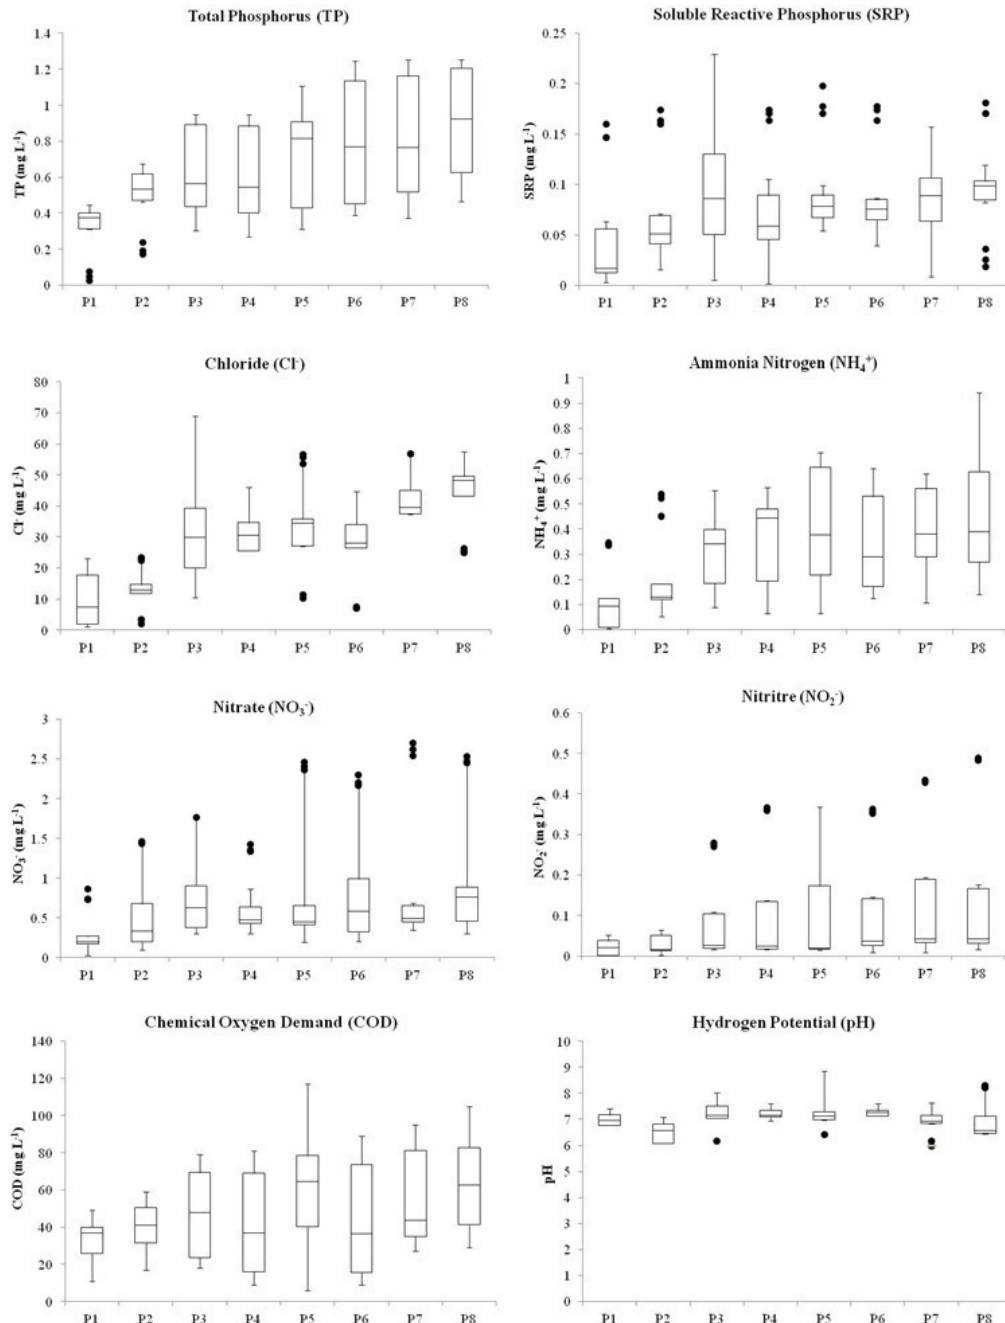 Total Phosphorus (TP)
TP (mg L-1)
1.4
1.2
1
0.8
0.6
0.4
0.2
0
P1 P2 P3 P4 P5 P6 P7 P8
Soluble Reactive Phosphorus (SRP)
SRP (mg L-1)
0.25
0.2
0.15
0.1
0.05
0
P1 P2 P3 P4 P5 P6 P7 P8
Chloride (Cl-)
Cl- (mg L-1)
80
70
60
50
40
30
20
10
0
P1 P2 P3 P4 P5 P6 P7 P8
Ammonia Nitrogen (NH4+)
NH4+ (mg L-1)
1
0.9
0.8
0.7
0.6
0.5
0.4
0.3
0.2
0.1
0
P1 P2 P3 P4 P5 P6 P7 P8
Nitrate (NO3-)
NO3- (mg L-1)
3
2.5
2
1.5
1
0.5
0
P1 P2 P3 P4 P5 P6 P7 P8
Nitritre (NO2-)
NO2- (mg L-1)
0.6
0.5
0.4
0.3
0.2
0.1
0
P1 P2 P3 P4 P5 P6 P7 P8
Chemical Oxygen Demand (COD)
COD (mg L-1)
140
120
100
80
60
40
20
0
P1 P2 P3 P4 P5 P6 P7 P8
Hydrogen Potential (pH)
pH
10
9
8
7
6
5
4
3
2
1
0
P1 P2 P3 P4 P5 P6 P7 P8